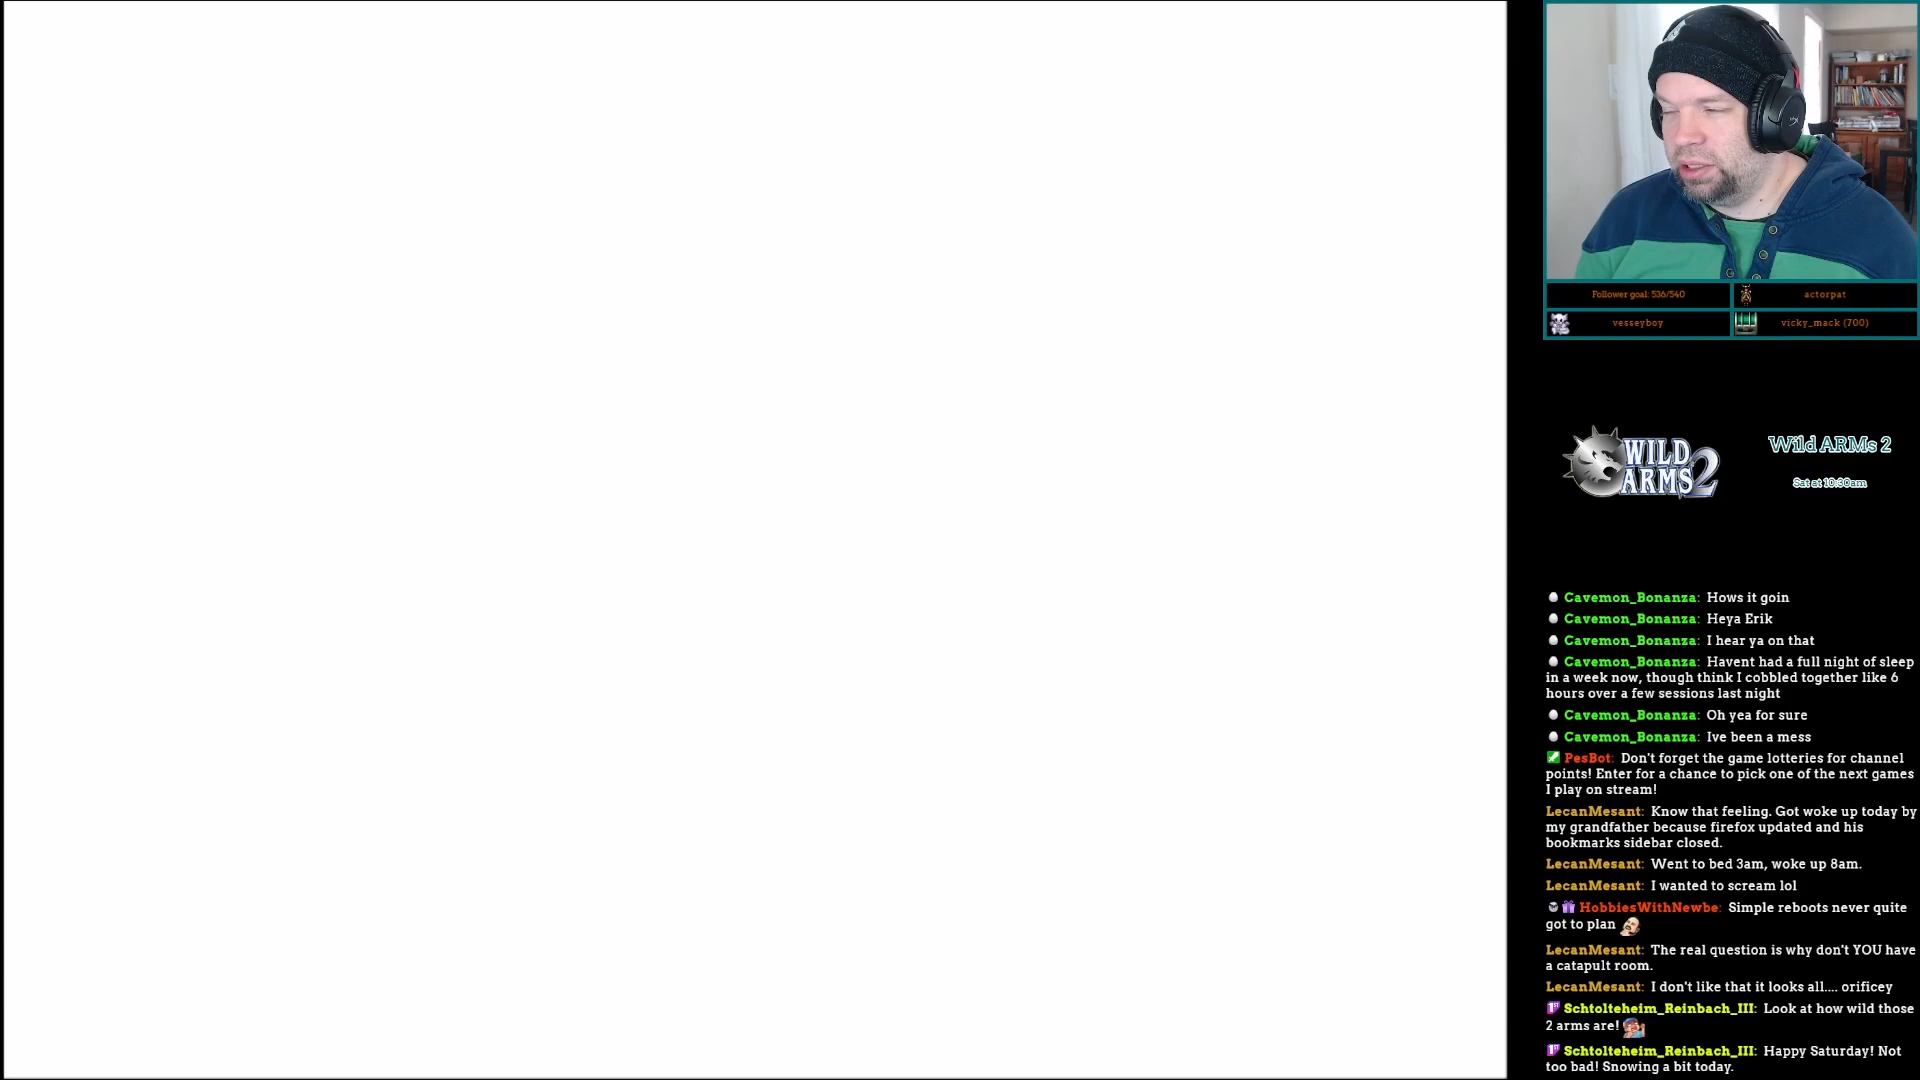 Follower goal: 536/540
actorpat
vesseyboy
vicky_mack (700)
WILD
ARMS 2
Wild ARMs 2
Sat at 10:30am
Cavemon_Bonanza: Hows it goin
Cavemon_Bonanza: Heya Erik
Cavemon_Bonanza: I hear ya on that
Cavemon_Bonanza: Havent had a full night of sleep
in a week now, though think I cobbled together like 6
hours over a few sessions last night
Cavemon_Bonanza: Oh yea for sure
Cavemon_Bonanza: Ive been a mess
PesBot: Don't forget the game lotteries for channel
points! Enter for a chance to pick one of the next games
I play on stream!
LecanMesant: Know that feeling. Got woke up today by
my grandfather because firefox updated and his
bookmarks sidebar closed.
LecanMesant: Went to bed 3am, woke up 8am.
LecanMesant: I wanted to scream lol
HobbiesWithNewbe: Simple reboots never quite
got to plan
LecanMesant: The real question is why don't YOU have
a catapult room.
LecanMesant: I don't like that it looks all.... orificey
Schtolteheim_Reinbach_III: Look at how wild those
2 arms are!
Schtolteheim_Reinbach_III: Happy Saturday! Not
too bad! Snowing a bit today.